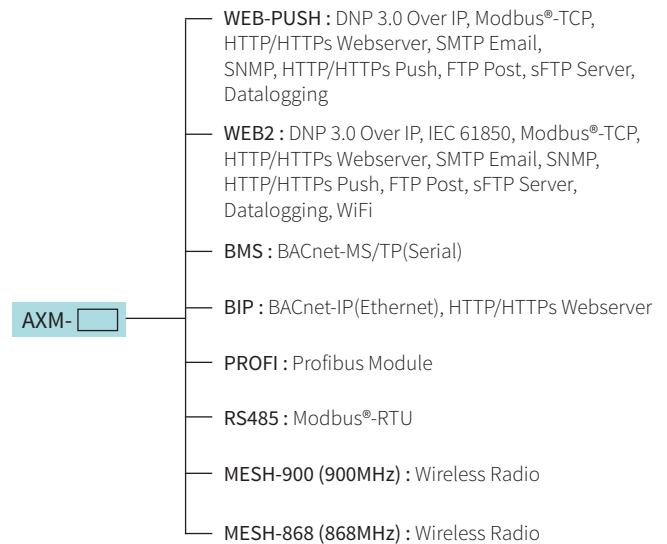 WEB-PUSH : DNP 3.0 Over IP, Modbus®-TCP,
HTTP/HTTPs Webserver, SMTP Email,
SNMP, HTTP/HTTPs Push, FTP Post, sFTP Server,
Datalogging
WEB2 : DNP 3.0 Over IP, IEC 61850, Modbus®-TCP,
HTTP/HTTPs Webserver, SMTP Email, SNMP,
HTTP/HTTPs Push, FTP Post, sFTP Server,
Datalogging, WiFi
BMS : BACnet-MS/TP(Serial)
BIP : BACnet-IP(Ethernet), HTTP/HTTPs Webserver
AXM-
PROFI : Profibus Module
RS485 : Modbus®-RTU
MESH-900 (900MHz) : Wireless Radio
MESH-868 (868MHz) : Wireless Radio